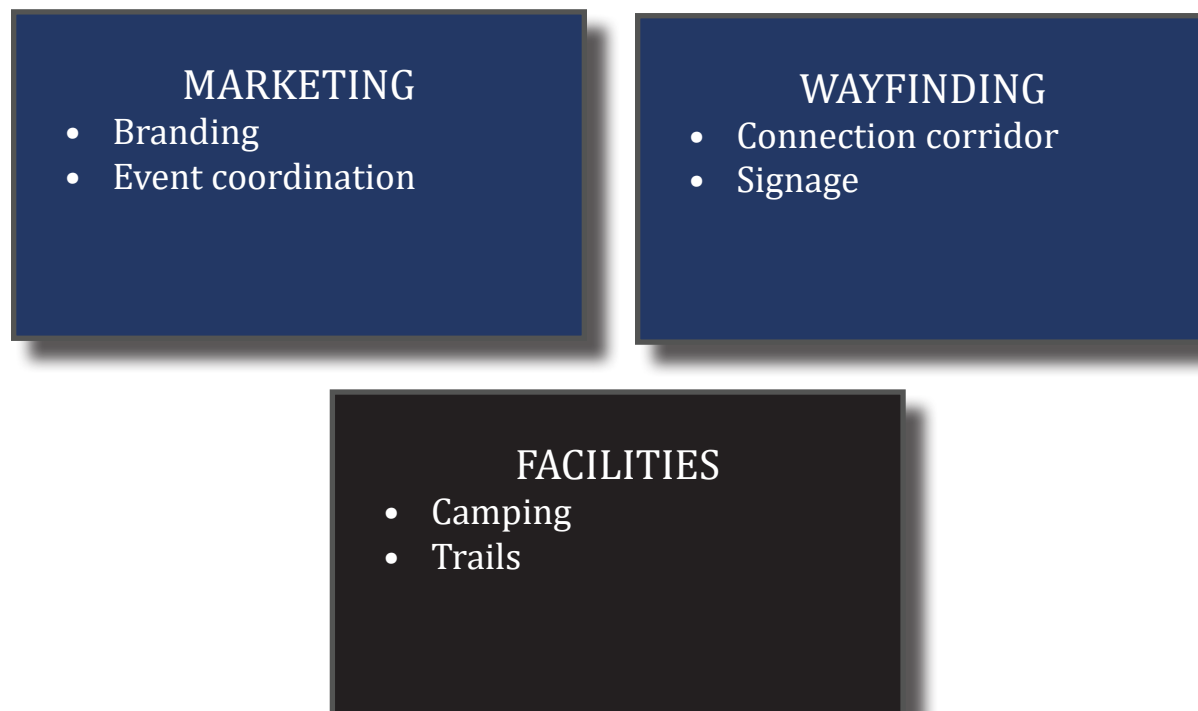 MARKETING
• Branding
• Event coordination
WAYFINDING
• Connection corridor
• Signage
FACILITIES
• Camping
• Trails